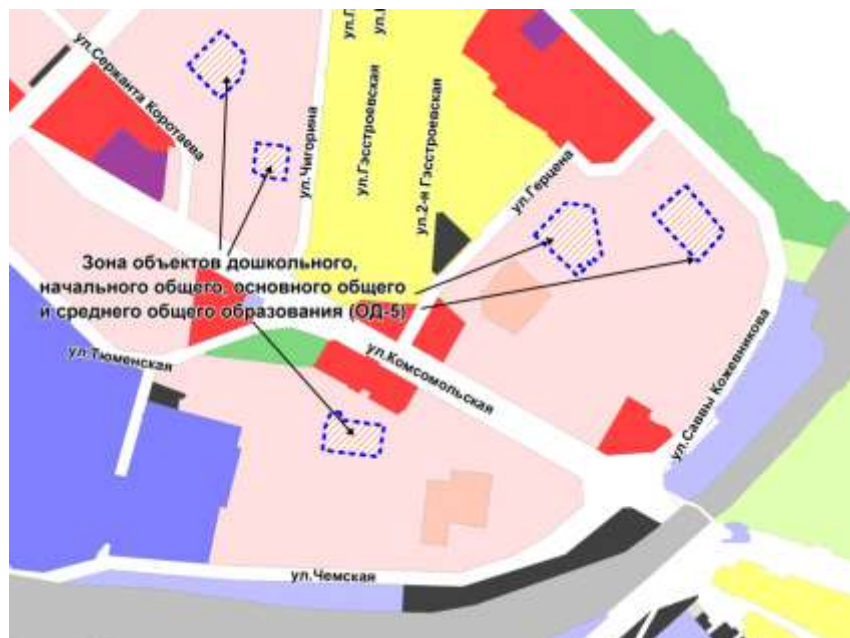 ул.Сержанта Коротаева
ул.Чигорина
ул.Гэсстроевская
ул.2-я Гэсстроевская
ул.Герцена
Зона объектов дошкольного,
начального общего, основного общего
и среднего общего образования (ОД-5)
ул.Тюменская
ул.Комсомольская
ул.Саввы Кожевникова
ул.Чемская